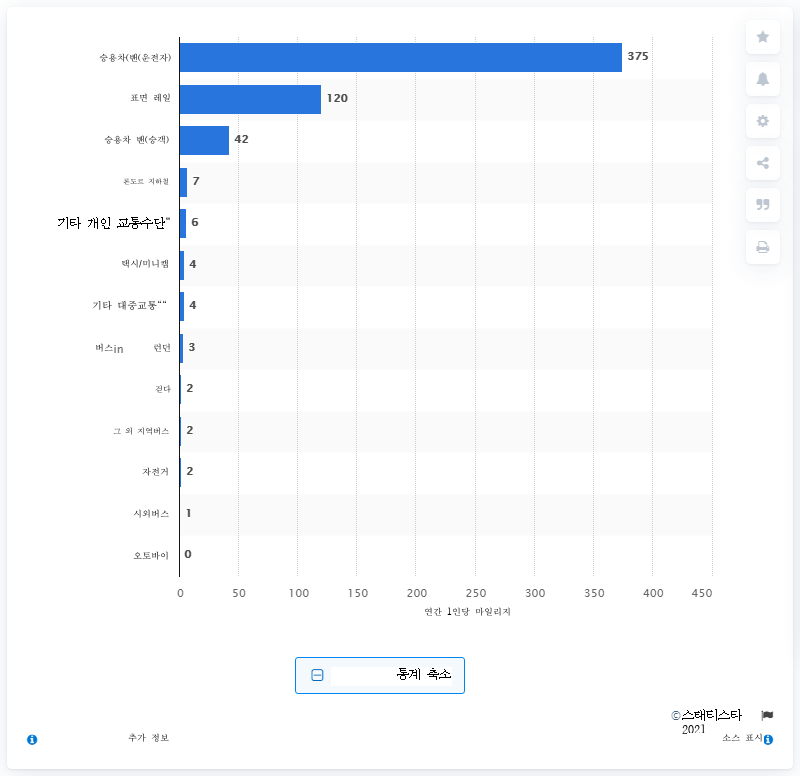 승용차(밴(운전자) 375
표면 레일 120
승용차 밴(승객) 42
론도르 지하철 7
기타 개인 교통수단* 6
택시/미니캡 4
기타 대중교통** 4
버스in 런던 3
걷다 2
그 외 지역버스 2
자전거 2
시외버스 1
오토바이 0
0 50 100 150 200 250 300 350 400 450
연간 1인당 마일리지
통계 축소
©스태티스타
2021
추가 정보 소스 표시